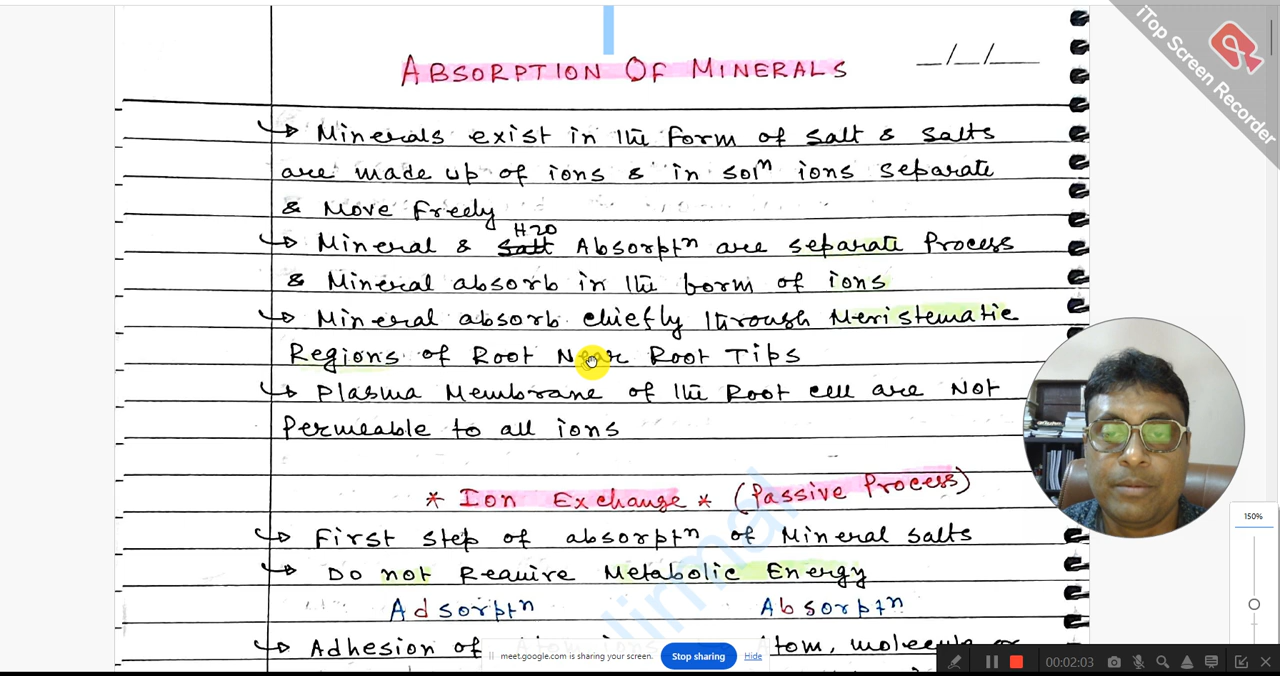 ABSORPTION OF MINERALS
_/_/__
iTop Screen Recorder
↳ Minerals exist in the form of salt & salts
are made up of ions & in solⁿ ions separate
& Move Freely
H2O
↳ Mineral & Salt Absorptⁿ are separate Process
& Mineral absorb in the form of ions
↳ Mineral absorb chiefly through Meristematic
Regions of Root Near Root Tips
↳ Plasma Membrane of the Root cell are Not
Permeable to all ions
* Ion Exchange * (Passive Process)
↳ First step of absorptⁿ of Mineral salts
↳ Do not Require Metabolic Energy
Adsorptⁿ Absorptⁿ
↳ Adhesion of Atom, molecule or
150%
meet.google.com is sharing your screen. Stop sharing Hide
00:02:03